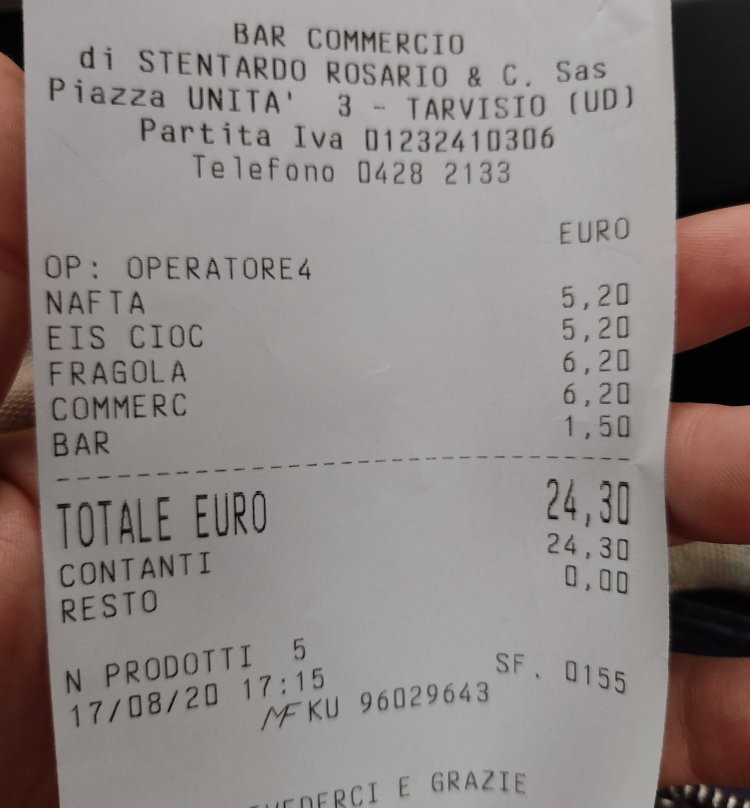 BAR COMMERCIO
di STENTARDO ROSARIO & C. Sas
Piazza UNITA' 3 - TARVISIO (UD)
Partita Iva 01232410306
Telefono 0428 2133
EURO
OP: OPERATORE4
NAFTA 5,20
EIS CIOC 5,20
FRAGOLA 6,20
COMMERC 6,20
BAR 1,50
TOTALE EURO 24,30
CONTANTI 24,30
RESTO 0,00
N PRODOTTI 5
17/08/20 17:15 SF. 0155
MF KU 96029643
E GRAZIE